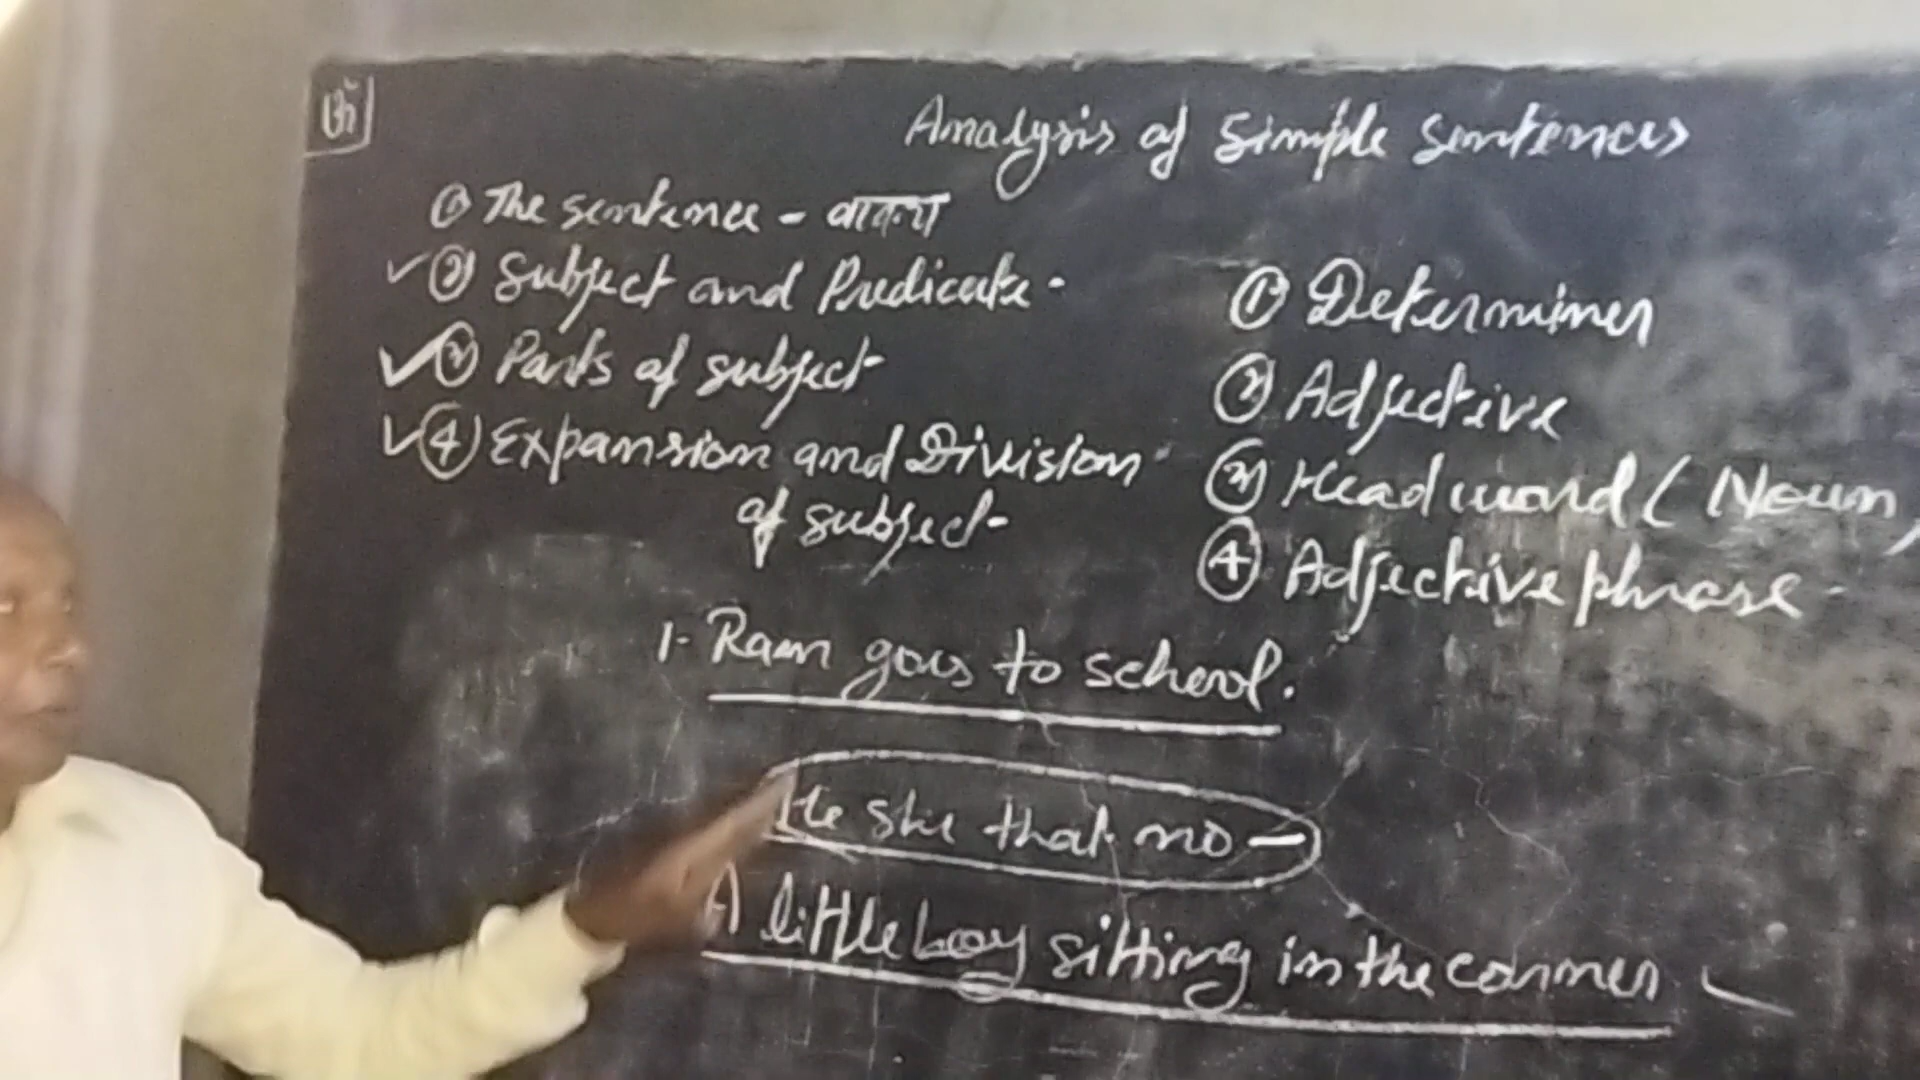 ॐ
Analysis of Simple Sentences
① The sentence - वाक्य
✓② Subject and Predicate.
✓③ Parts of subject
✓④ Expansion and Division
of subject-
① Determiner
② Adjective
③ Head word (Noun,
④ Adjective phrase
1- Ram goes to school.
He she that no -
A little boy sitting in the corner